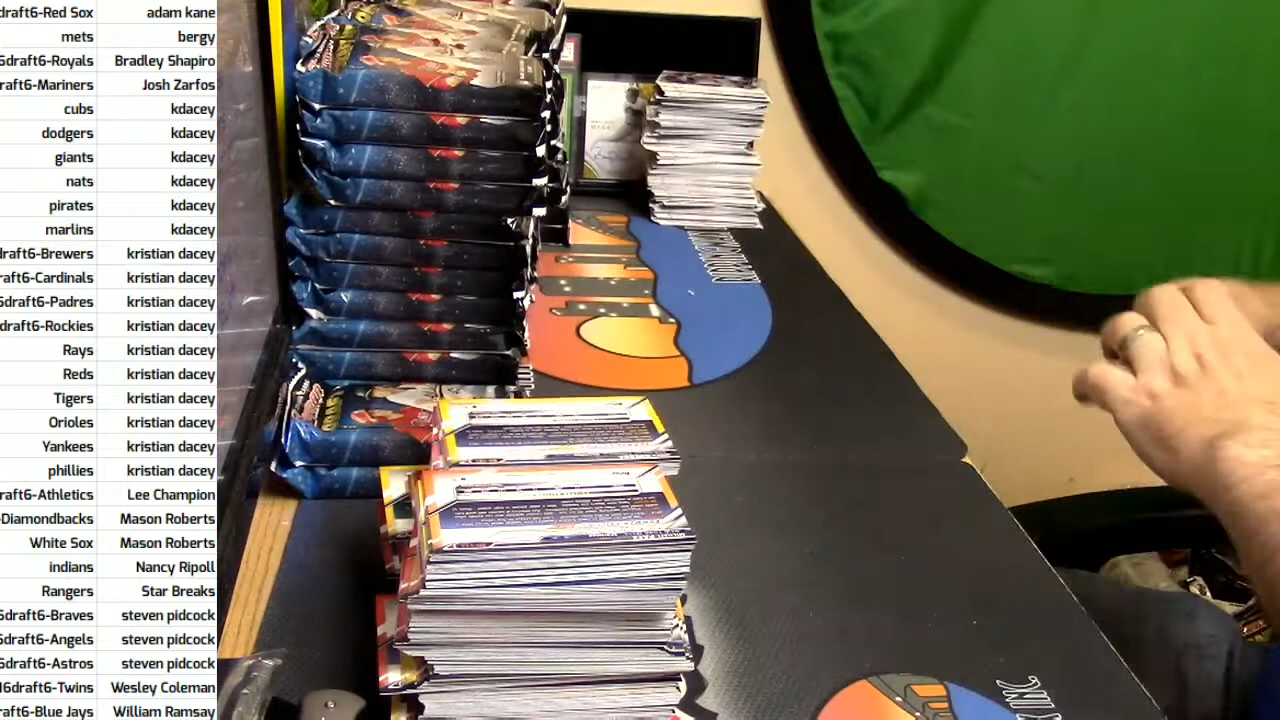 draft6-Red Sox adam kane
mets bergy
6draft6-Royals Bradley Shapiro
raft6-Mariners Josh Zarfos
cubs kdacey
dodgers kdacey
giants kdacey
nats kdacey
pirates kdacey
marlins kdacey
draft6-Brewers kristian dacey
raft6-Cardinals kristian dacey
6draft6-Padres kristian dacey
draft6-Rockies kristian dacey
Rays kristian dacey
Reds kristian dacey
Tigers kristian dacey
Orioles kristian dacey
Yankees kristian dacey
phillies kristian dacey
raft6-Athletics Lee Champion
-Diamondbacks Mason Roberts
White Sox Mason Roberts
indians Nancy Ripoll
Rangers Star Breaks
6draft6-Braves steven pidcock
draft6-Angels steven pidcock
6draft6-Astros steven pidcock
16draft6-Twins Wesley Coleman
raft6-Blue Jays William Ramsay
INC